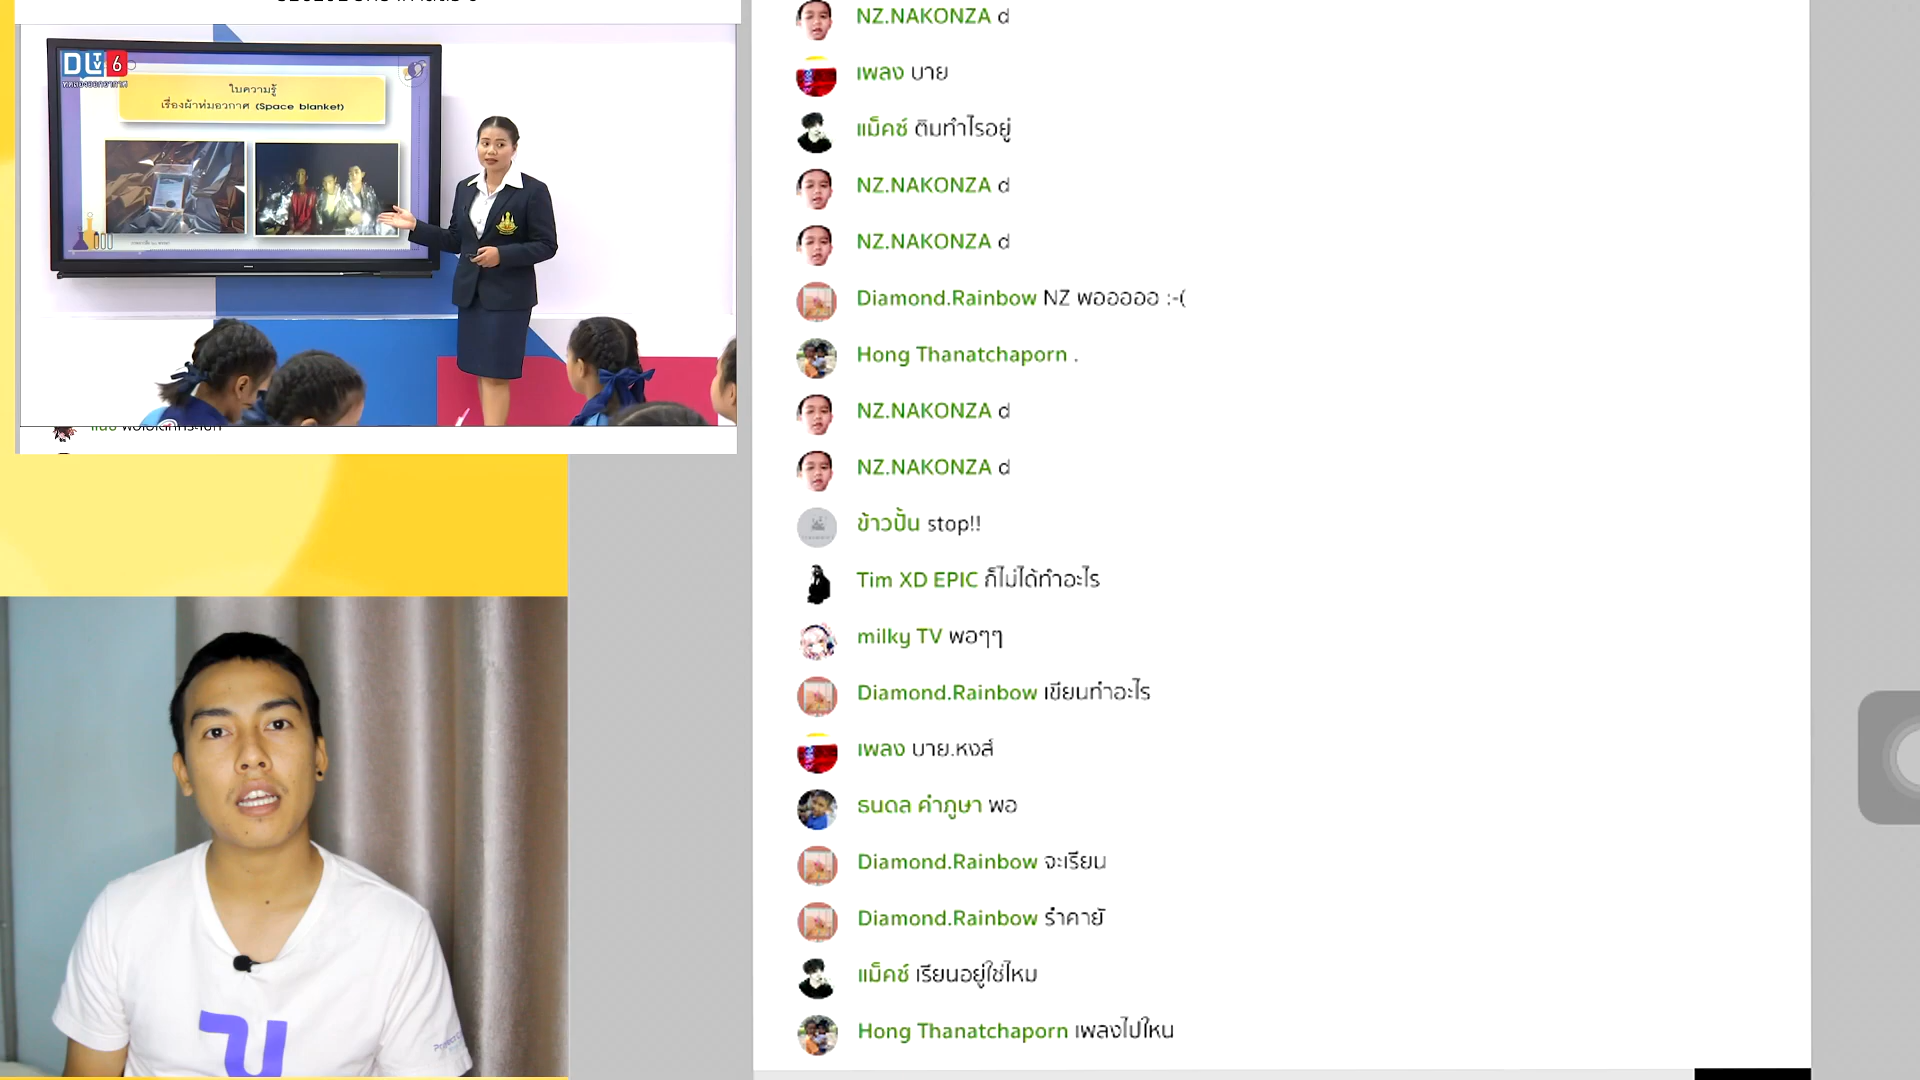 DLTV 6
ใบความรู้
เรื่องผ้าห่มอวกาศ (Space blanket)
NZ.NAKONZA d
เพลง บาย
แม็คซ์ ติมทำไรอยู่
NZ.NAKONZA d
NZ.NAKONZA d
Diamond.Rainbow NZ พอออออ :-(
Hong Thanatchaporn .
NZ.NAKONZA d
NZ.NAKONZA d
ข้าวปั้น stop!!
Tim XD EPIC ก็ไม่ได้ทำอะไร
milky TV พอๆๆ
Diamond.Rainbow เขียนทำอะไร
เพลง บาย.หงส์
ธนดล คำภูษา พอ
Diamond.Rainbow จะเรียน
Diamond.Rainbow รำคายั
แม็คซ์ เรียนอยู่ใช่ไหม
Hong Thanatchaporn เพลงไปใหน